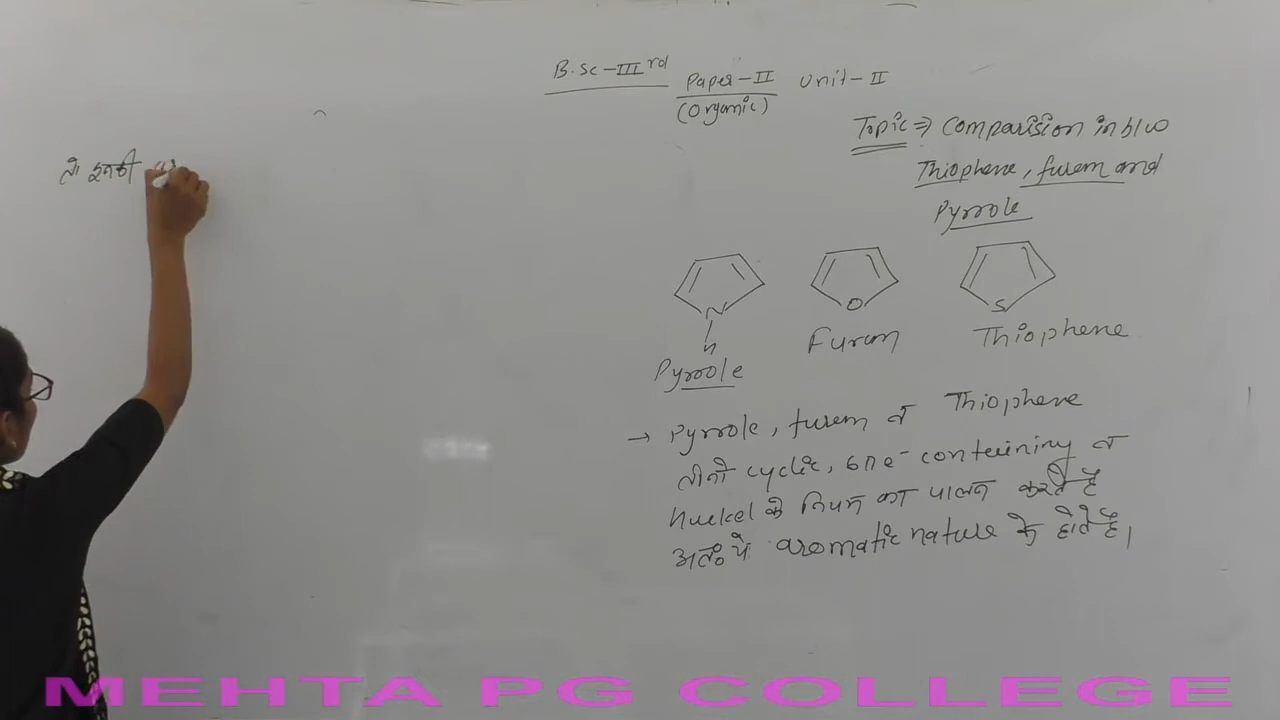 B.Sc-IIIrd
Paper-II Unit-II
(Organic)
Topic ⇒ Comparision in b/w
Thiophene, furan and
Pyrrole
N
H
Pyrrole
O
Furan
S
Thiophene
→ Pyrrole, furan व Thiophene
तीनो cyclic, 6πe- containing व
Huckel के नियम का पालन करते है
अतः ये aromatic nature के होते है।
तो इनकी
MEHTA PG COLLEGE